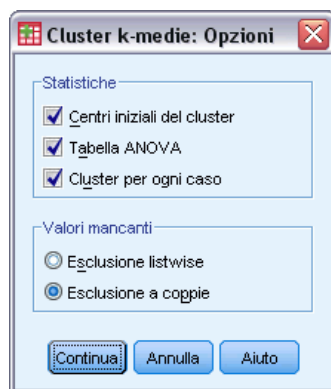 Cluster k-medie: Opzioni
Statistiche
Centri iniziali del cluster
Tabella ANOVA
Cluster per ogni caso
Valori mancanti
Esclusione listwise
Esclusione a coppie
Continua Annulla Aiuto